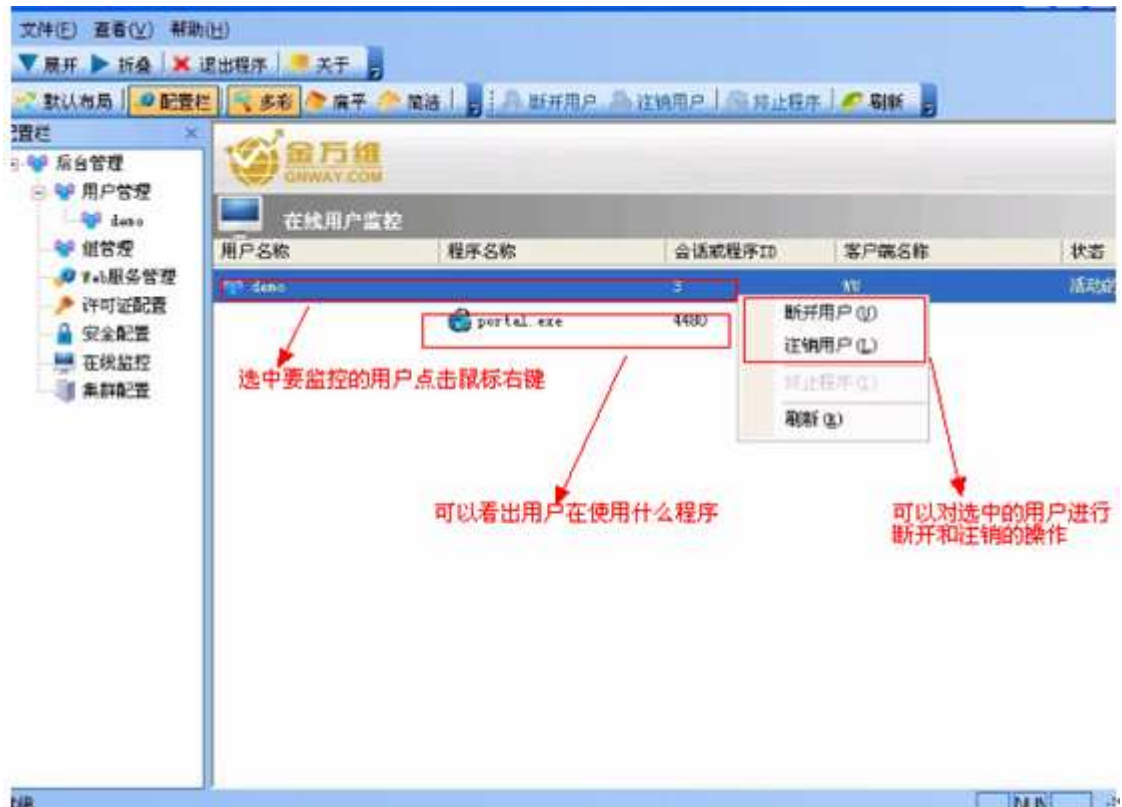 文件(F) 查看(V) 帮助(H)
展开 折叠 退出程序 关于
默认布局 配置栏 多彩 扁平 简洁 断开用户 注销用户 终止程序 刷新
配置栏 ×
后台管理
用户管理
demo
组管理
Web服务管理
许可证配置
安全配置
在线监控
集群配置
金万维
GNWAY.COM
在线用户监控
用户名称 程序名称 会话或程序ID 客户端名称 状态
demo 活动的
portal.exe 4480
断开用户(U)
注销用户(L)
终止程序
刷新(R)
选中要监控的用户点击鼠标右键
可以看出用户在使用什么程序
可以对选中的用户进行
断开和注销的操作